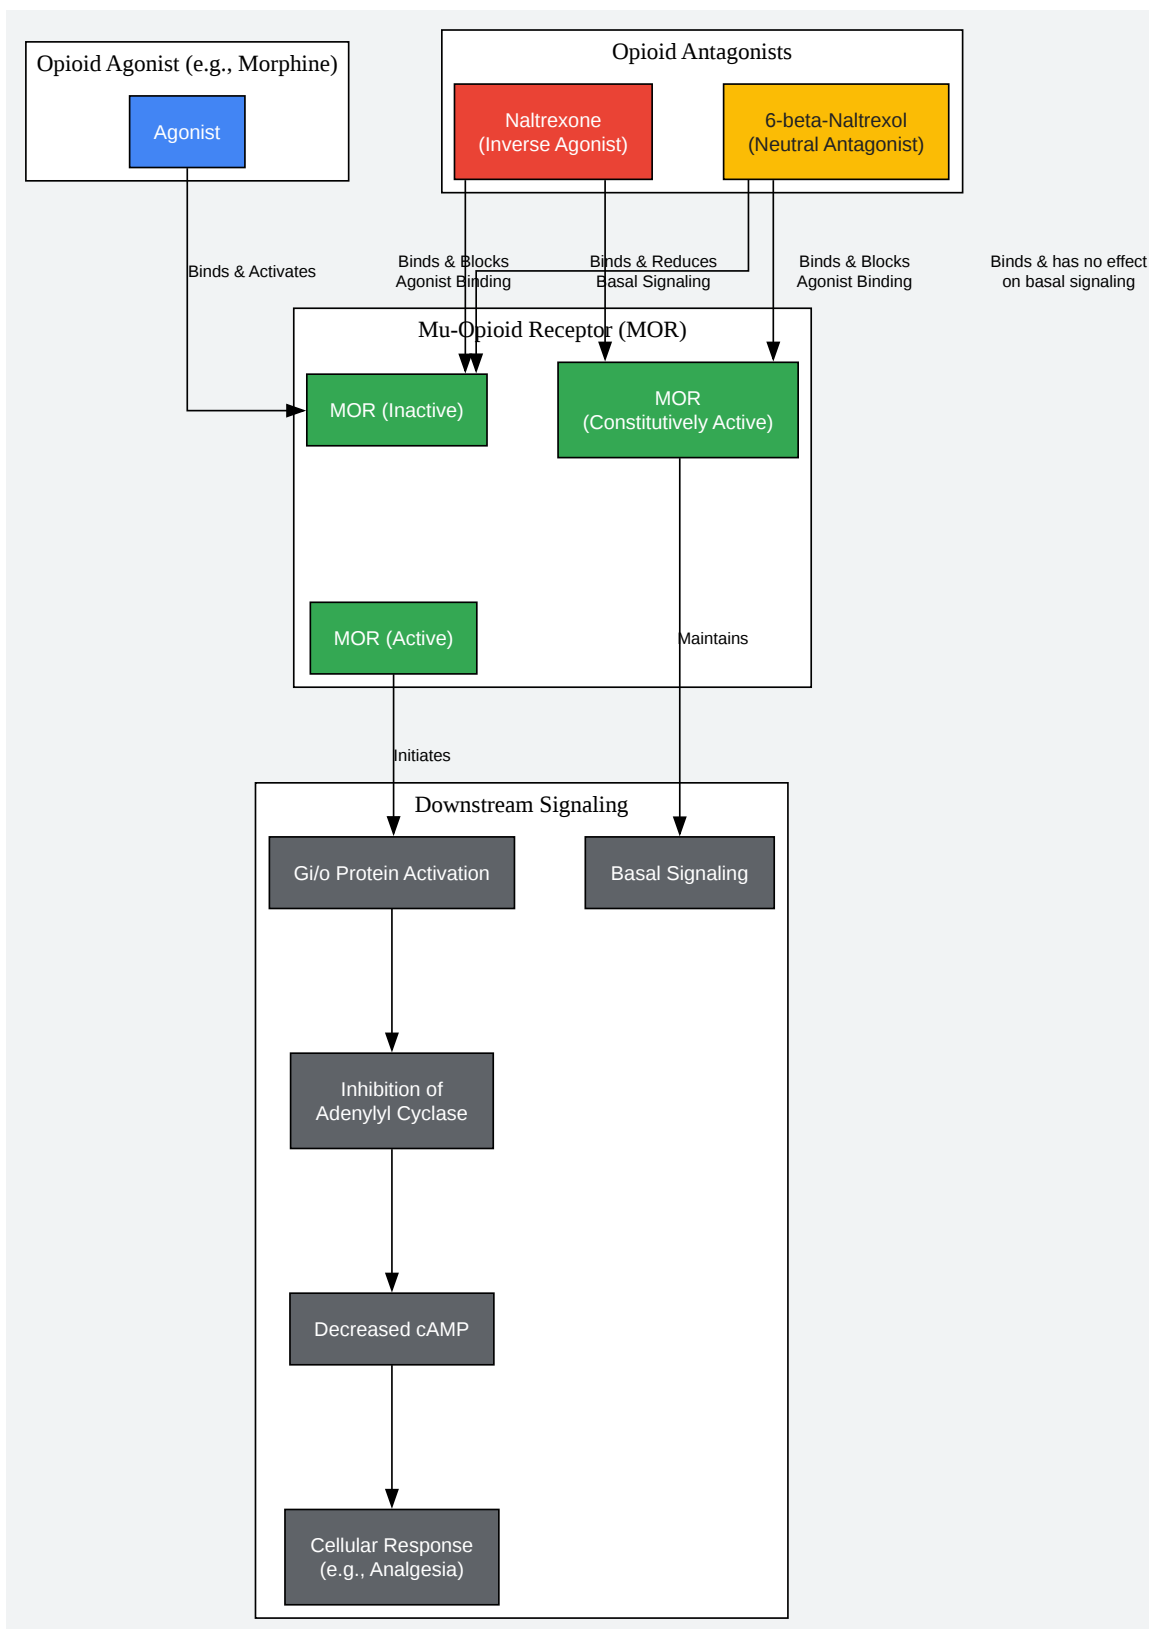 Opioid Agonist (e.g., Morphine)
Agonist
Opioid Antagonists
Naltrexone
(Inverse Agonist)
6-beta-Naltrexol
(Neutral Antagonist)
Binds & Activates
Binds & Blocks
Agonist Binding
Binds & Reduces
Basal Signaling
Binds & Blocks
Agonist Binding
Binds & has no effect
on basal signaling
Mu-Opioid Receptor (MOR)
MOR (Inactive)
MOR
(Constitutively Active)
MOR (Active)
Maintains
Initiates
Downstream Signaling
Gi/o Protein Activation
Basal Signaling
Inhibition of
Adenylyl Cyclase
Decreased cAMP
Cellular Response
(e.g., Analgesia)